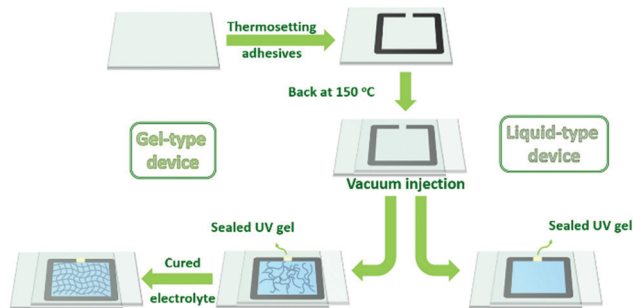 Thermosetting
adhesives
Back at 150 °C
Gel-type
device
Liquid-type
device
Vacuum injection
Sealed UV gel
Sealed UV gel
Cured
electrolyte